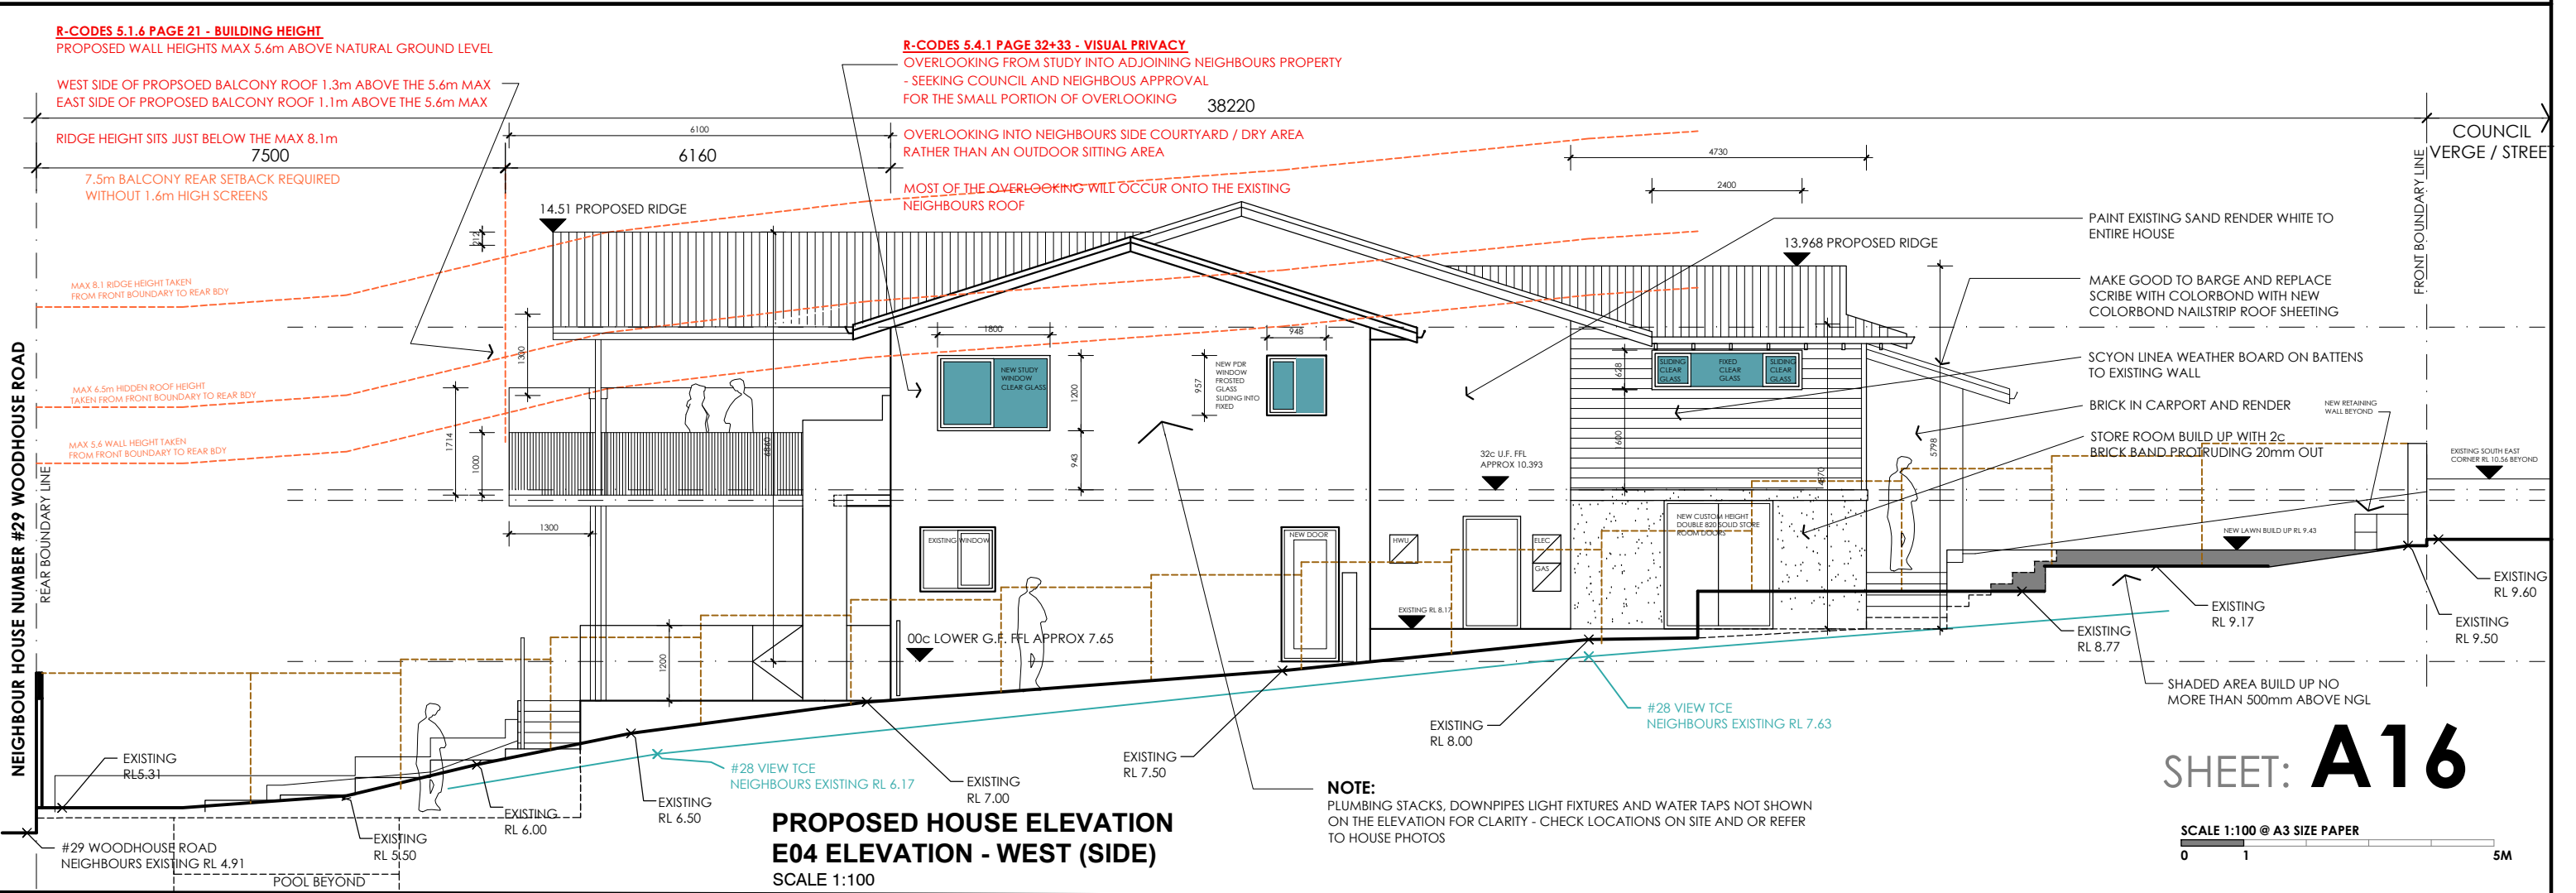 R-CODES 5.1.6 PAGE 21 - BUILDING HEIGHT
PROPOSED WALL HEIGHTS MAX 5.6m ABOVE NATURAL GROUND LEVEL
WEST SIDE OF PROPSOED BALCONY ROOF 1.3m ABOVE THE 5.6m MAX
EAST SIDE OF PROPOSED BALCONY ROOF 1.1m ABOVE THE 5.6m MAX
RIDGE HEIGHT SITS JUST BELOW THE MAX 8.1m
7500
7.5m BALCONY REAR SETBACK REQUIRED
WITHOUT 1.6m HIGH SCREENS
R-CODES 5.4.1 PAGE 32+33 - VISUAL PRIVACY
OVERLOOKING FROM STUDY INTO ADJOINING NEIGHBOURS PROPERTY
- SEEKING COUNCIL AND NEIGHBOUS APPROVAL
FOR THE SMALL PORTION OF OVERLOOKING
38220
OVERLOOKING INTO NEIGHBOURS SIDE COURTYARD / DRY AREA
RATHER THAN AN OUTDOOR SITTING AREA
MOST OF THE OVERLOOKING WILL OCCUR ONTO THE EXISTING
NEIGHBOURS ROOF
6100
6160
4730
2400
COUNCIL
VERGE / STREET
FRONT BOUNDARY LINE
14.51 PROPOSED RIDGE
212
13.968 PROPOSED RIDGE
PAINT EXISTING SAND RENDER WHITE TO
ENTIRE HOUSE
MAKE GOOD TO BARGE AND REPLACE
SCRIBE WITH COLORBOND WITH NEW
COLORBOND NAILSTRIP ROOF SHEETING
SCYON LINEA WEATHER BOARD ON BATTENS
TO EXISTING WALL
BRICK IN CARPORT AND RENDER
STORE ROOM BUILD UP WITH 2c
BRICK BAND PROTRUDING 20mm OUT
NEW RETAINING
WALL BEYOND
EXISTING SOUTH EAST
CORNER RL 10.56 BEYOND
MAX 8.1 RIDGE HEIGHT TAKEN
FROM FRONT BOUNDARY TO REAR BDY
MAX 6.5m HIDDEN ROOF HEIGHT
TAKEN FROM FRONT BOUNDARY TO REAR BDY
MAX 5.6 WALL HEIGHT TAKEN
FROM FRONT BOUNDARY TO REAR BDY
NEIGHBOUR HOUSE NUMBER #29 WOODHOUSE ROAD
REAR BOUNDARY LINE
1300
1714
1000
6860
1300
1200
1800
NEW STUDY
WINDOW
CLEAR GLASS
1200
943
957
NEW PDR
WINDOW
FROSTED
GLASS
SLIDING INTO
FIXED
948
SLIDING
CLEAR
GLASS
FIXED
CLEAR
GLASS
SLIDING
CLEAR
GLASS
628
1600
4570
5798
32c U.F. FFL
APPROX 10.393
EXISTING WINDOW
NEW DOOR
HWU
ELEC
GAS
NEW CUSTOM HEIGHT
DOUBLE 820 SOLID STORE
ROOM DOORS
EXISTING RL 8.17
00c LOWER G.F. FFL APPROX 7.65
NEW LAWN BUILD UP RL 9.43
EXISTING
RL 9.60
EXISTING
RL 9.50
EXISTING
RL 9.17
EXISTING
RL 8.77
SHADED AREA BUILD UP NO
MORE THAN 500mm ABOVE NGL
#28 VIEW TCE
NEIGHBOURS EXISTING RL 7.63
EXISTING
RL 8.00
EXISTING
RL 7.50
EXISTING
RL 7.00
#28 VIEW TCE
NEIGHBOURS EXISTING RL 6.17
EXISTING
RL 6.50
EXISTING
RL 6.00
EXISTING
RL 5.50
EXISTING
RL5.31
#29 WOODHOUSE ROAD
NEIGHBOURS EXISTING RL 4.91
POOL BEYOND
PROPOSED HOUSE ELEVATION
E04 ELEVATION - WEST (SIDE)
SCALE 1:100
NOTE:
PLUMBING STACKS, DOWNPIPES LIGHT FIXTURES AND WATER TAPS NOT SHOWN
ON THE ELEVATION FOR CLARITY - CHECK LOCATIONS ON SITE AND OR REFER
TO HOUSE PHOTOS
SHEET: A16
SCALE 1:100 @ A3 SIZE PAPER
0 1 5M